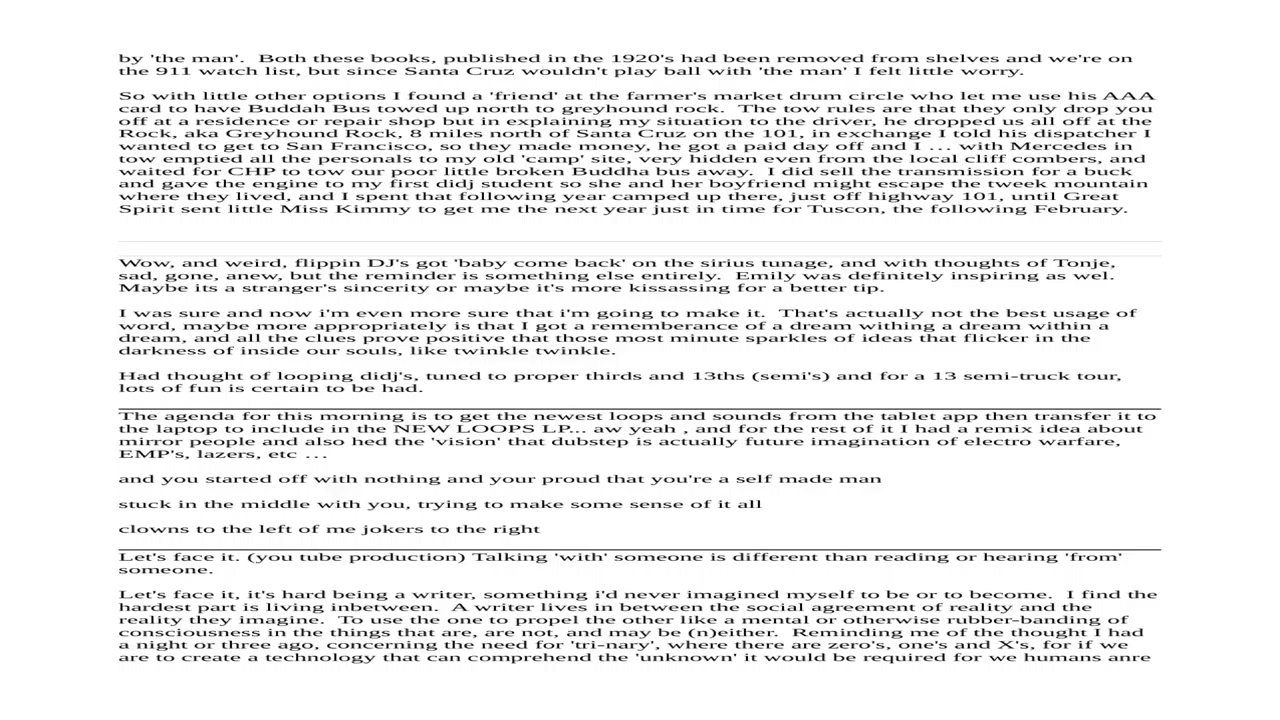 by 'the man'.  Both these books, published in the 1920's had been removed from shelves and we're on
the 911 watch list, but since Santa Cruz wouldn't play ball with 'the man' I felt little worry.
So with little other options I found a 'friend' at the farmer's market drum circle who let me use his AAA
card to have Buddah Bus towed up north to greyhound rock.  The tow rules are that they only drop you
off at a residence or repair shop but in explaining my situation to the driver, he dropped us all off at the
Rock, aka Greyhound Rock, 8 miles north of Santa Cruz on the 101, in exchange I told his dispatcher I
wanted to get to San Francisco, so they made money, he got a paid day off and I ... with Mercedes in
tow emptied all the personals to my old 'camp' site, very hidden even from the local cliff combers, and
waited for CHP to tow our poor little broken Buddha bus away.  I did sell the transmission for a buck
and gave the engine to my first didj student so she and her boyfriend might escape the tweek mountain
where they lived, and I spent that following year camped up there, just off highway 101, until Great
Spirit sent little Miss Kimmy to get me the next year just in time for Tuscon, the following February.
Wow, and weird, flippin DJ's got 'baby come back' on the sirius tunage, and with thoughts of Tonje,
sad, gone, anew, but the reminder is something else entirely.  Emily was definitely inspiring as wel.
Maybe its a stranger's sincerity or maybe it's more kissassing for a better tip.
I was sure and now i'm even more sure that i'm going to make it.  That's actually not the best usage of
word, maybe more appropriately is that I got a rememberance of a dream withing a dream within a
dream, and all the clues prove positive that those most minute sparkles of ideas that flicker in the
darkness of inside our souls, like twinkle twinkle.
Had thought of looping didj's, tuned to proper thirds and 13ths (semi's) and for a 13 semi-truck tour,
lots of fun is certain to be had.
The agenda for this morning is to get the newest loops and sounds from the tablet app then transfer it to
the laptop to include in the NEW LOOPS LP... aw yeah , and for the rest of it I had a remix idea about
mirror people and also hed the 'vision' that dubstep is actually future imagination of electro warfare,
EMP's, lazers, etc ...
and you started off with nothing and your proud that you're a self made man
stuck in the middle with you, trying to make some sense of it all
clowns to the left of me jokers to the right
Let's face it. (you tube production) Talking 'with' someone is different than reading or hearing 'from'
someone.
Let's face it, it's hard being a writer, something i'd never imagined myself to be or to become.  I find the
hardest part is living inbetween.  A writer lives in between the social agreement of reality and the
reality they imagine.  To use the one to propel the other like a mental or otherwise rubber-banding of
consciousness in the things that are, are not, and may be (n)either.  Reminding me of the thought I had
a night or three ago, concerning the need for 'tri-nary', where there are zero's, one's and X's, for if we
are to create a technology that can comprehend the 'unknown' it would be required for we humans anre